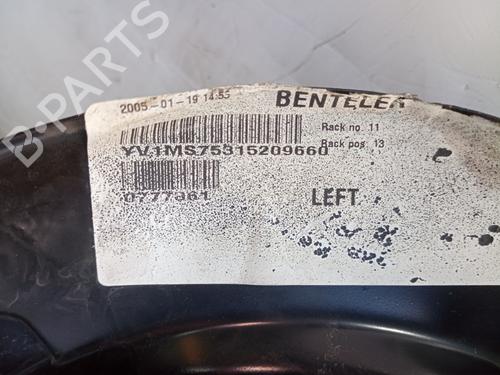 2005-01-19 14:55
BENTELER
Rack no. 11
Rack pos. 13
YV1MS75315209660
0777361
LEFT
B-PARTS